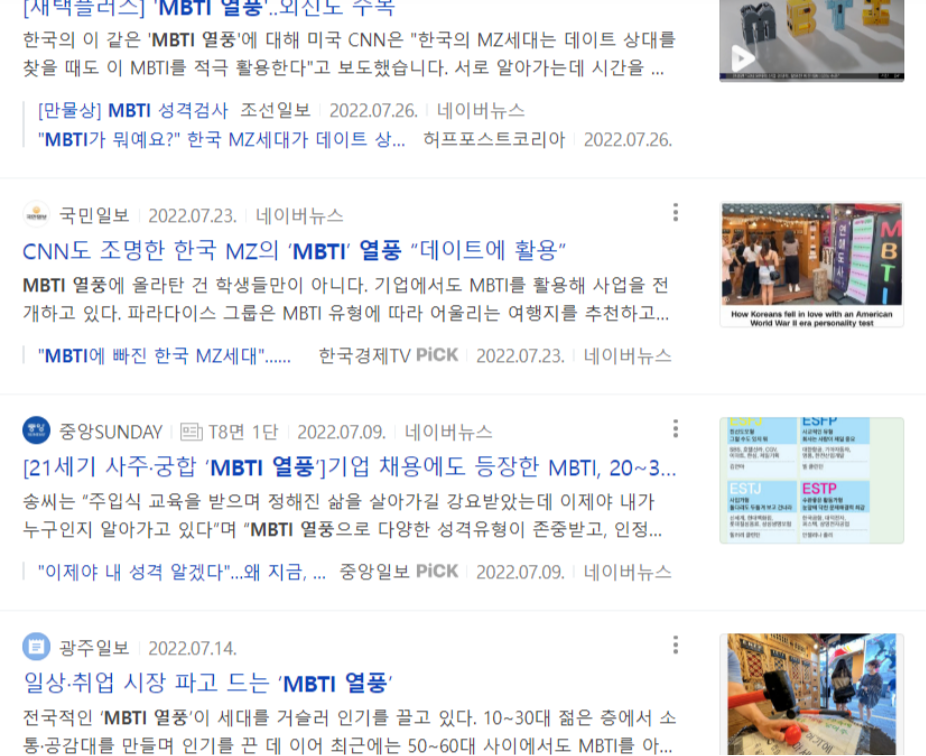 [재택플러스] 'MBTI 열풍'..외신도 주목
한국의 이 같은 'MBTI 열풍'에 대해 미국 CNN은 "한국의 MZ세대는 데이트 상대를
찾을 때도 이 MBTI를 적극 활용한다"고 보도했습니다. 서로 알아가는데 시간을 ...
[만물상] MBTI 성격검사 조선일보 2022.07.26. 네이버뉴스
"MBTI가 뭐예요?" 한국 MZ세대가 데이트 상... 허프포스트코리아 2022.07.26.
국민일보 2022.07.23. 네이버뉴스
CNN도 조명한 한국 MZ의 ‘MBTI’ 열풍 “데이트에 활용”
MBTI 열풍에 올라탄 건 학생들만이 아니다. 기업에서도 MBTI를 활용해 사업을 전
개하고 있다. 파라다이스 그룹은 MBTI 유형에 따라 어울리는 여행지를 추천하고...
MBTI
How Koreans fell in love with an American
World War II era personality test
"MBTI에 빠진 한국 MZ세대"...... 한국경제TV PiCK 2022.07.23. 네이버뉴스
중앙SUNDAY T8면 1단 2022.07.09. 네이버뉴스
[21세기 사주·궁합 ‘MBTI 열풍’]기업 채용에도 등장한 MBTI, 20~3...
송씨는 “주입식 교육을 받으며 정해진 삶을 살아가길 강요받았는데 이제야 내가
누구인지 알아가고 있다”며 “MBTI 열풍으로 다양한 성격유형이 존중받고, 인정...
ESFJ ESFP
ESTJ ESTP
"이제야 내 성격 알겠다"...왜 지금, ... 중앙일보 PiCK 2022.07.09. 네이버뉴스
광주일보 2022.07.14.
일상·취업 시장 파고 드는 ‘MBTI 열풍’
전국적인 ‘MBTI 열풍’이 세대를 거슬러 인기를 끌고 있다. 10~30대 젊은 층에서 소
통·공감대를 만들며 인기를 끈 데 이어 최근에는 50~60대 사이에서도 MBTI를 아...